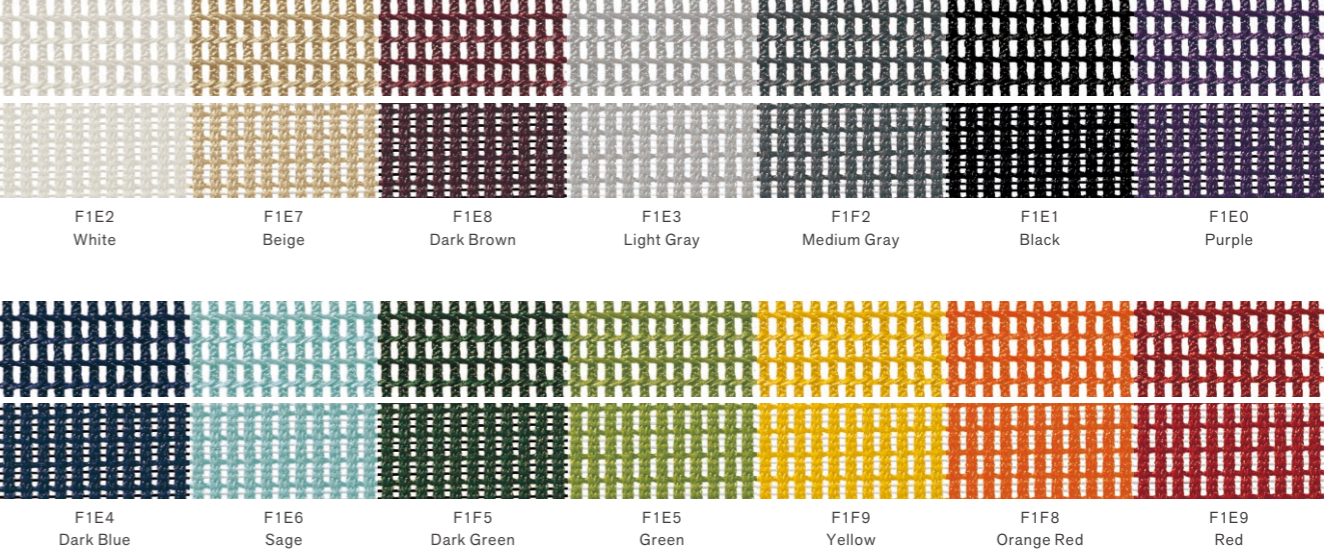 F1E2 F1E7 F1E8 F1E3 F1F2 F1E1 F1E0
White Beige Dark Brown Light Gray Medium Gray Black Purple
F1E4 F1E6 F1F5 F1E5 F1F9 F1F8 F1E9
Dark Blue Sage Dark Green Green Yellow Orange Red Red